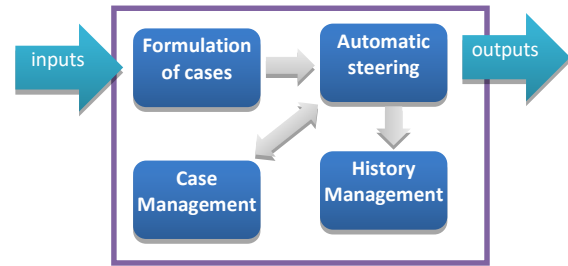 inputs
Formulation
of cases
Automatic
steering
outputs
Case
Management
History
Management